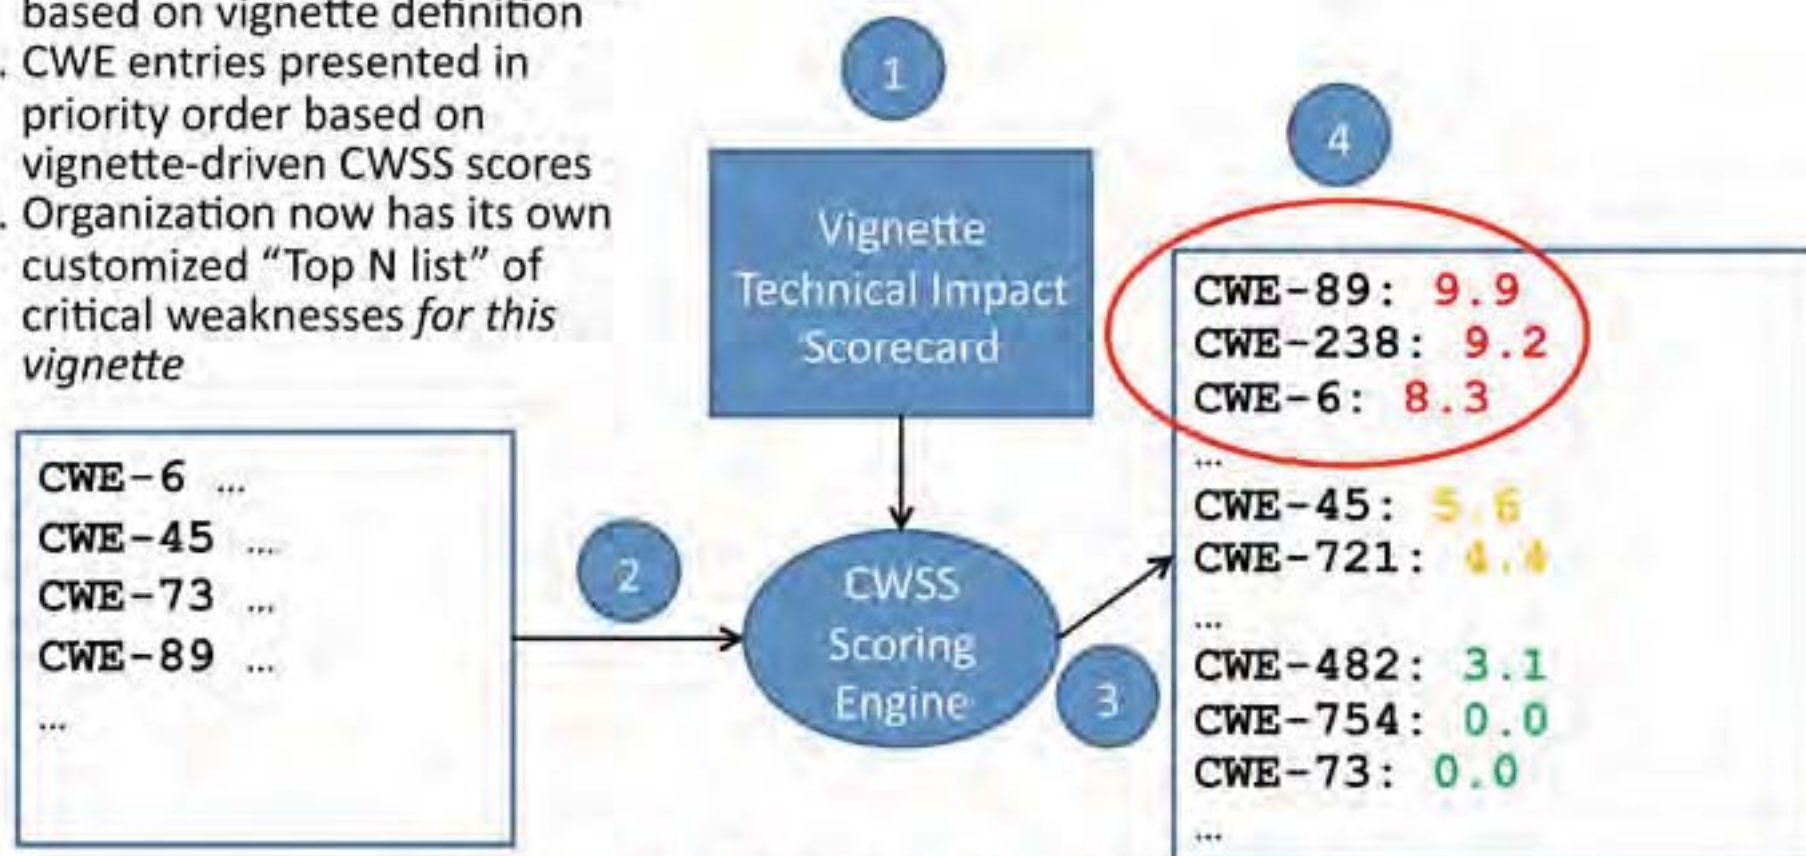 based on vignette definition
. CWE entries presented in
priority order based on
vignette-driven CWSS scores
. Organization now has its own
customized “Top N list” of
critical weaknesses for this
vignette
1
Vignette
Technical Impact
Scorecard
4
CWE-6 ...
CWE-45 ...
CWE-73 ...
CWE-89 ...
...
2
CWSS
Scoring
Engine
3
CWE-89: 9.9
CWE-238: 9.2
CWE-6: 8.3
...
CWE-45: 5.6
CWE-721: 4.4
...
CWE-482: 3.1
CWE-754: 0.0
CWE-73: 0.0
...